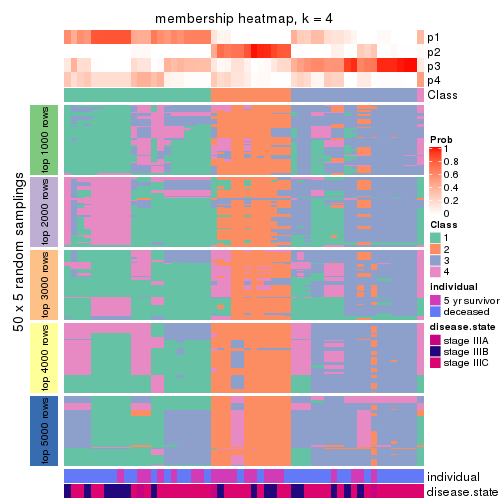 membership heatmap, k = 4
p1
p2
p3
p4
Class
50 x 5 random samplings
top 1000 rows
top 2000 rows
top 3000 rows
top 4000 rows
top 5000 rows
individual
disease.state
Prob
1
0.8
0.6
0.4
0.2
0
Class
1
2
3
4
individual
5 yr survivor
deceased
disease.state
stage IIIA
stage IIIB
stage IIIC